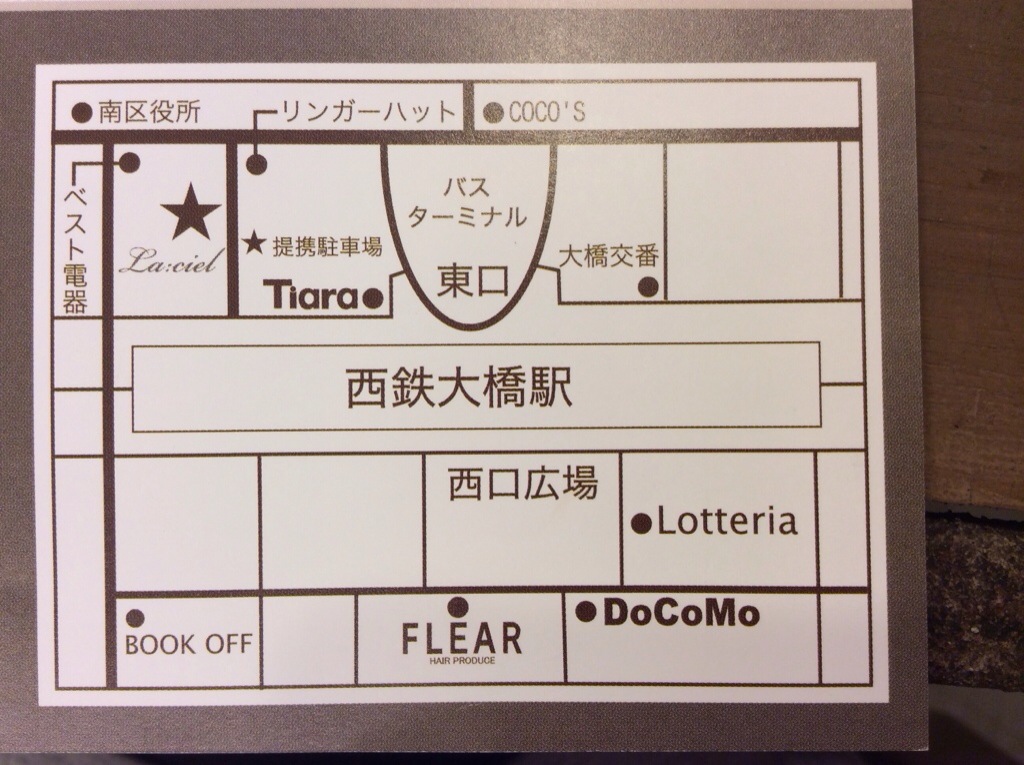 南区役所
リンガーハット
COCO'S
ベスト電器
La:ciel
提携駐車場
Tiara
バス
ターミナル
東口
大橋交番
西鉄大橋駅
西口広場
Lotteria
BOOK OFF
FLEAR
HAIR PRODUCE
DoCoMo